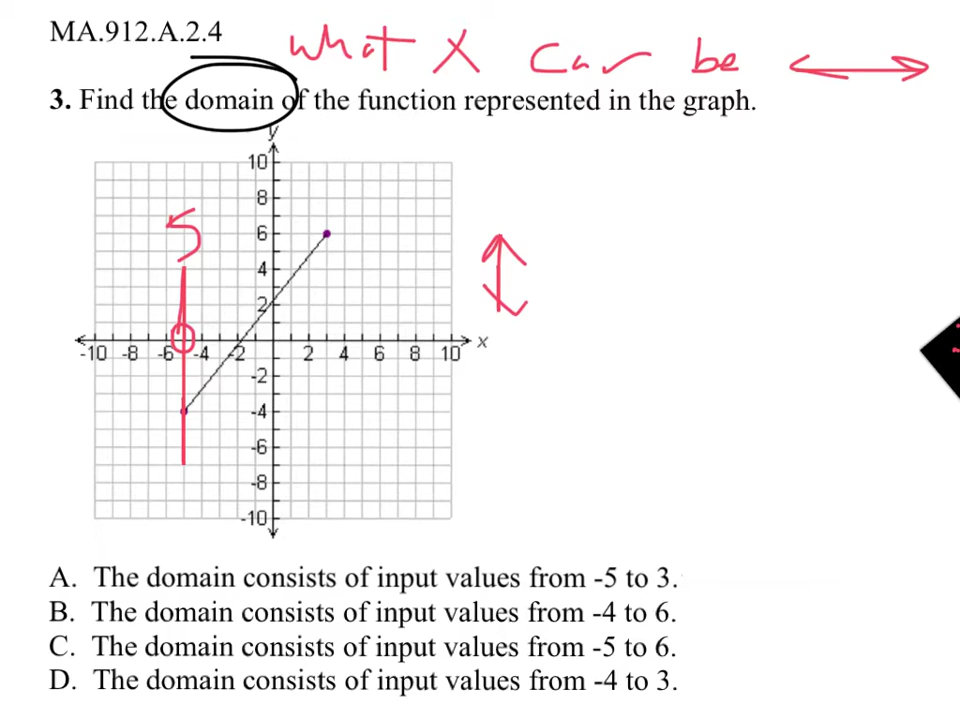 MA.912.A.2.4
what x can be
3. Find the domain of the function represented in the graph.
y
10
8
5
6
4
2
-10 -8 -6 -4 -2 2 4 6 8 10 x
-2
-4
-6
-8
-10
A. The domain consists of input values from -5 to 3.
B. The domain consists of input values from -4 to 6.
C. The domain consists of input values from -5 to 6.
D. The domain consists of input values from -4 to 3.